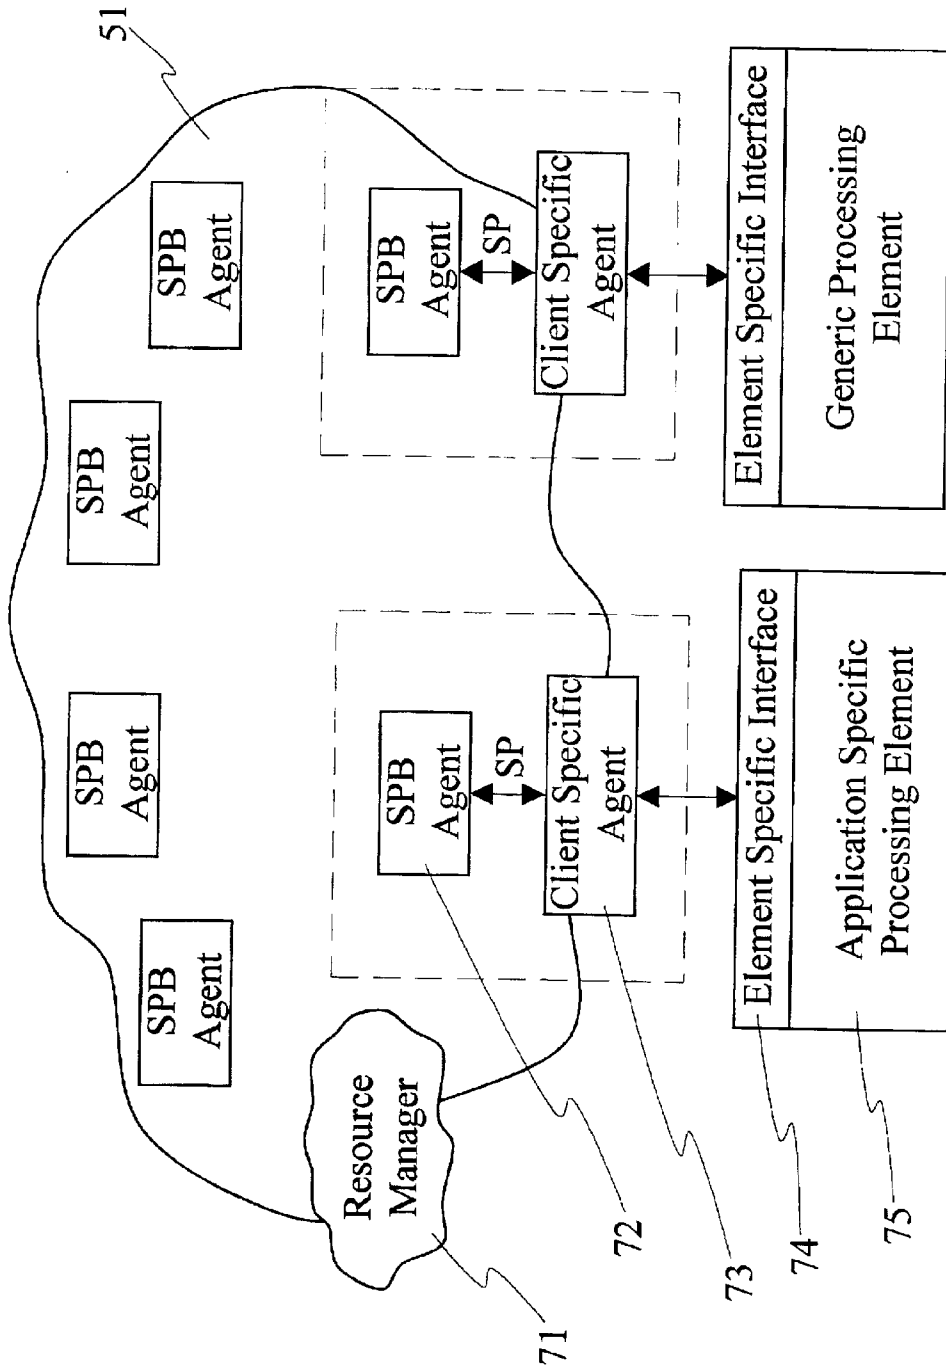 51
SPB
Agent
SPB
Agent
SPB
Agent
SPB
Agent
Resource
Manager
71
SPB
Agent
72
SP
Client Specific
Agent
73
SPB
Agent
SP
Client Specific
Agent
Element Specific Interface
74
Application Specific
Processing Element
75
Element Specific Interface
Generic Processing
Element